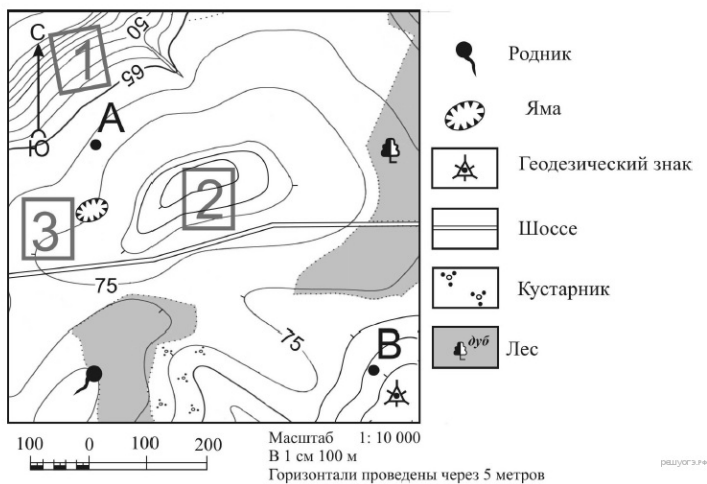 С
Ю
50
65
1
А
2
3
75
75
В
Родник
Яма
Геодезический знак
Шоссе
Кустарник
дуб
Лес
100 0 100 200
Масштаб 1: 10 000
В 1 см 100 м
Горизонтали проведены через 5 метров
решуогэ.рф